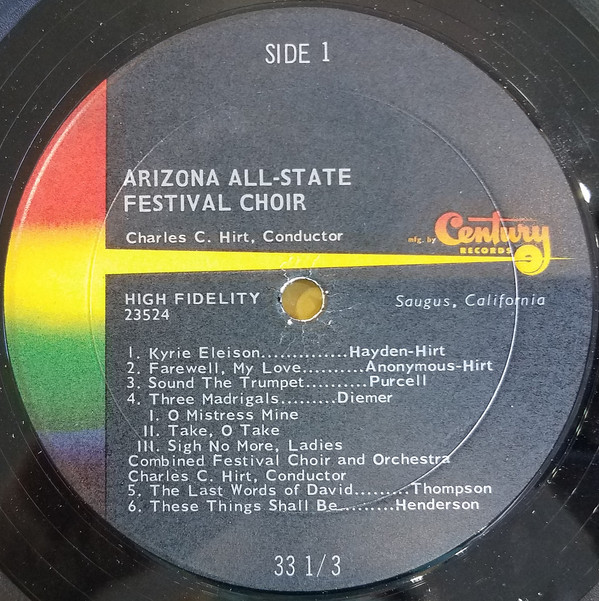 SIDE 1
ARIZONA ALL-STATE
FESTIVAL CHOIR
Charles C. Hirt, Conductor
mfg. by Century
RECORDS
HIGH FIDELITY
23524
Saugus, California
1. Kyrie Eleison..............Hayden-Hirt
2. Farewell, My Love..........Anonymous-Hirt
3. Sound The Trumpet..........Purcell
4. Three Madrigals.........Diemer
I. O Mistress Mine
II. Take, O Take
III. Sigh No More, Ladies
Combined Festival Choir and Orchestra
Charles C. Hirt, Conductor
5. The Last Words of David.........Thompson
6. These Things Shall Be.........Henderson
33 1/3